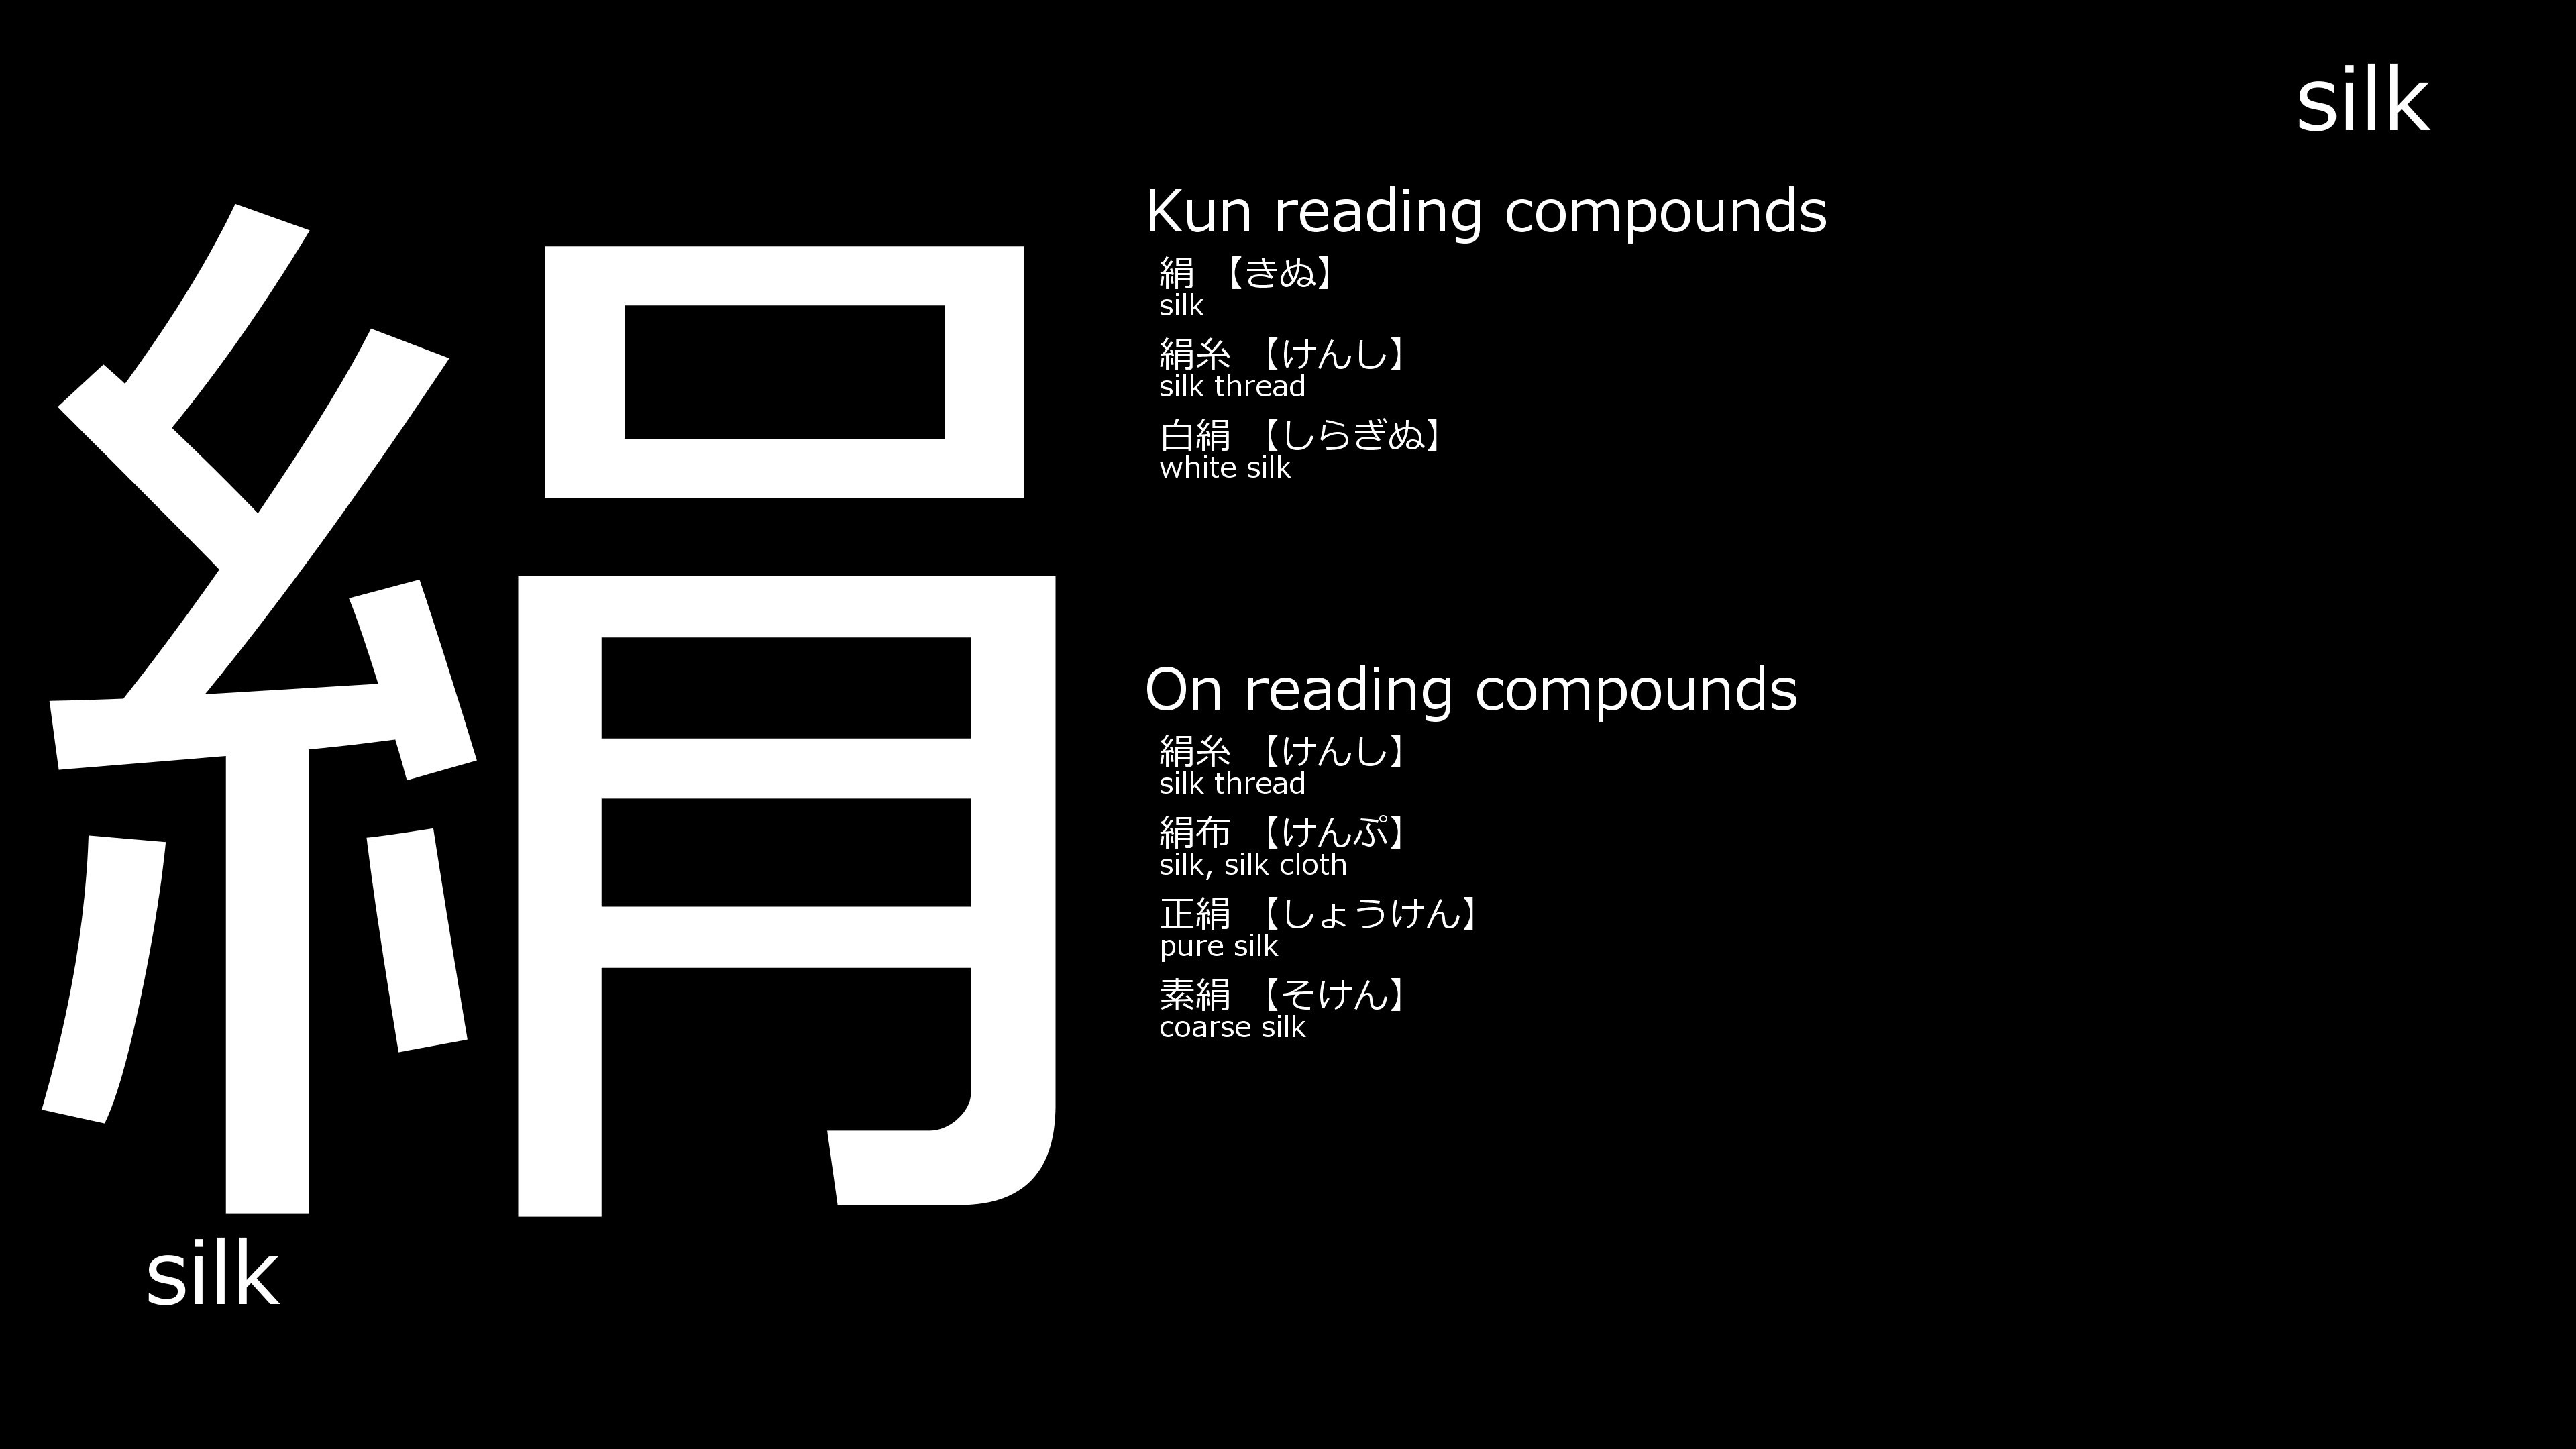 silk
絹
silk
Kun reading compounds
絹 【きぬ】
silk
絹糸 【けんし】
silk thread
白絹 【しらぎぬ】
white silk
On reading compounds
絹糸 【けんし】
silk thread
絹布 【けんぷ】
silk, silk cloth
正絹 【しょうけん】
pure silk
素絹 【そけん】
coarse silk